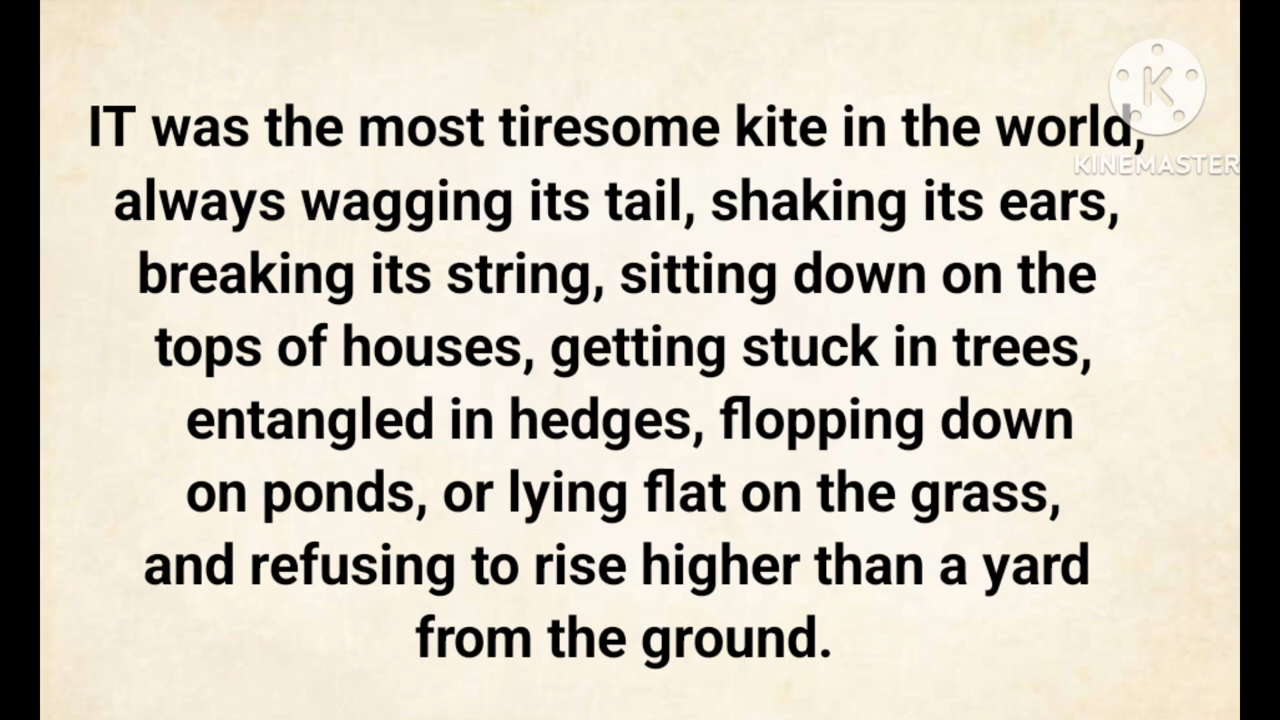 IT was the most tiresome kite in the world,
KINEMASTER
always wagging its tail, shaking its ears,
breaking its string, sitting down on the
tops of houses, getting stuck in trees,
entangled in hedges, flopping down
on ponds, or lying flat on the grass,
and refusing to rise higher than a yard
from the ground.